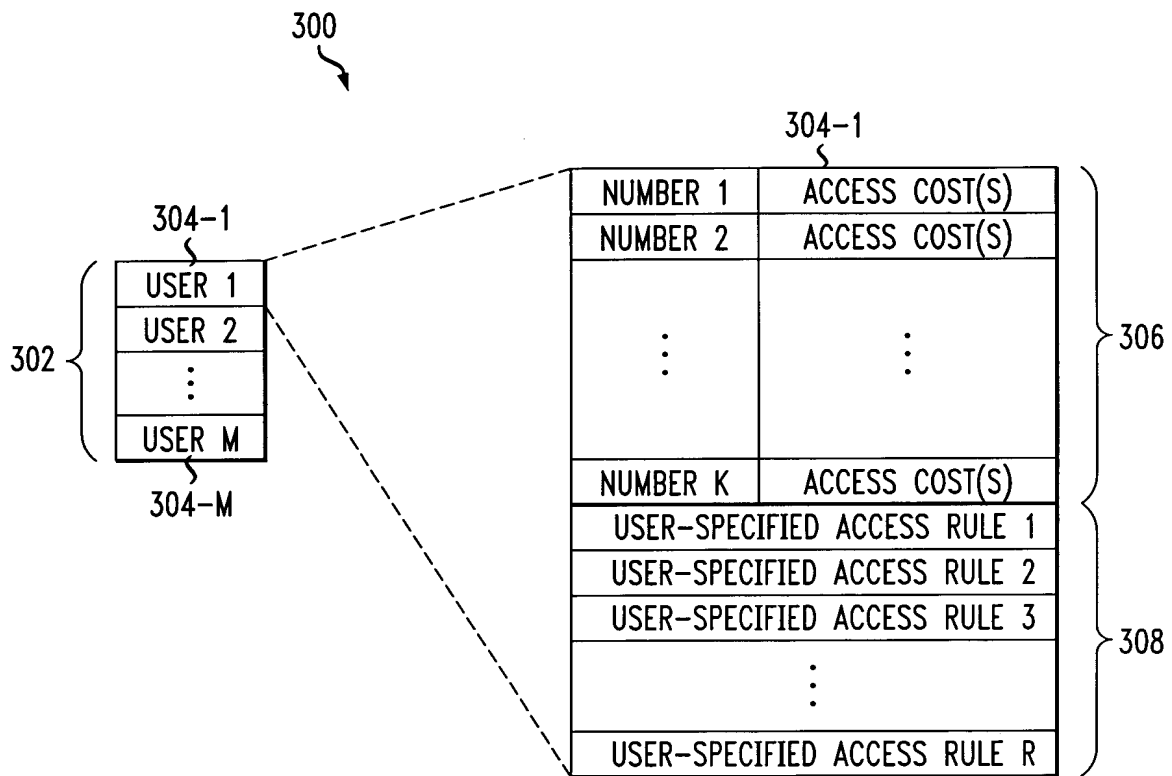 300
304-1
NUMBER 1 ACCESS COST(S)
NUMBER 2 ACCESS COST(S)
304-1
USER 1
USER 2
302
306
USER M
304-M
NUMBER K ACCESS COST(S)
USER-SPECIFIED ACCESS RULE 1
USER-SPECIFIED ACCESS RULE 2
USER-SPECIFIED ACCESS RULE 3
308
USER-SPECIFIED ACCESS RULE R